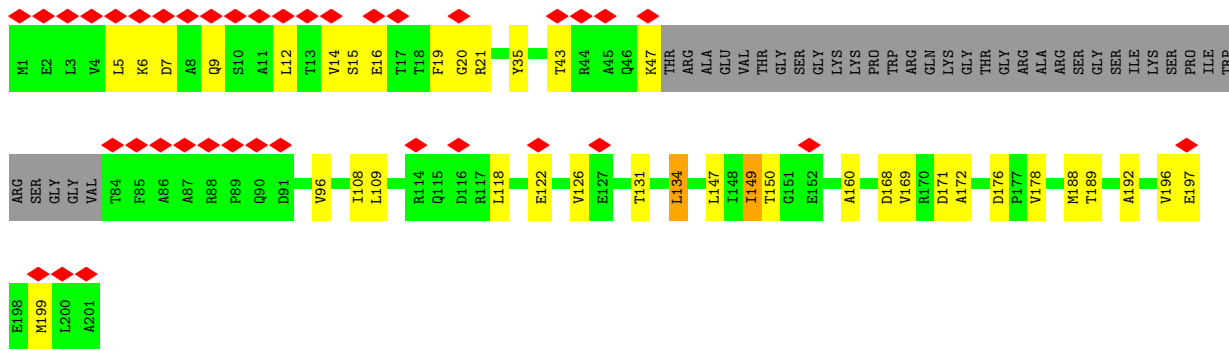 M1 E2 L3 V4 L5 K6 D7 A8 Q9 S10 A11 L12 T13 V14 S15 E16 T17 T18 F19 G20 R21 Y35 T43 R44 A45 Q46 K47 THR ARG ALA GLU VAL THR GLY SER GLY LYS LYS PRO TRP ARG GLN LYS GLY THR GLY ARG ALA ARG SER GLY SER ILE LYS SER PRO ILE TRP
ARG SER GLY GLY VAL T84 F85 A86 A87 R88 P89 Q90 D91 V96 I108 L109 R114 Q115 D116 R117 L118 E122 V126 E127 T131 L134 L147 I148 I149 T150 G151 E152 A160 D168 V169 R170 D171 A172 D176 P177 V178 M188 T189 A192 V196 E197
E198 M199 L200 A201